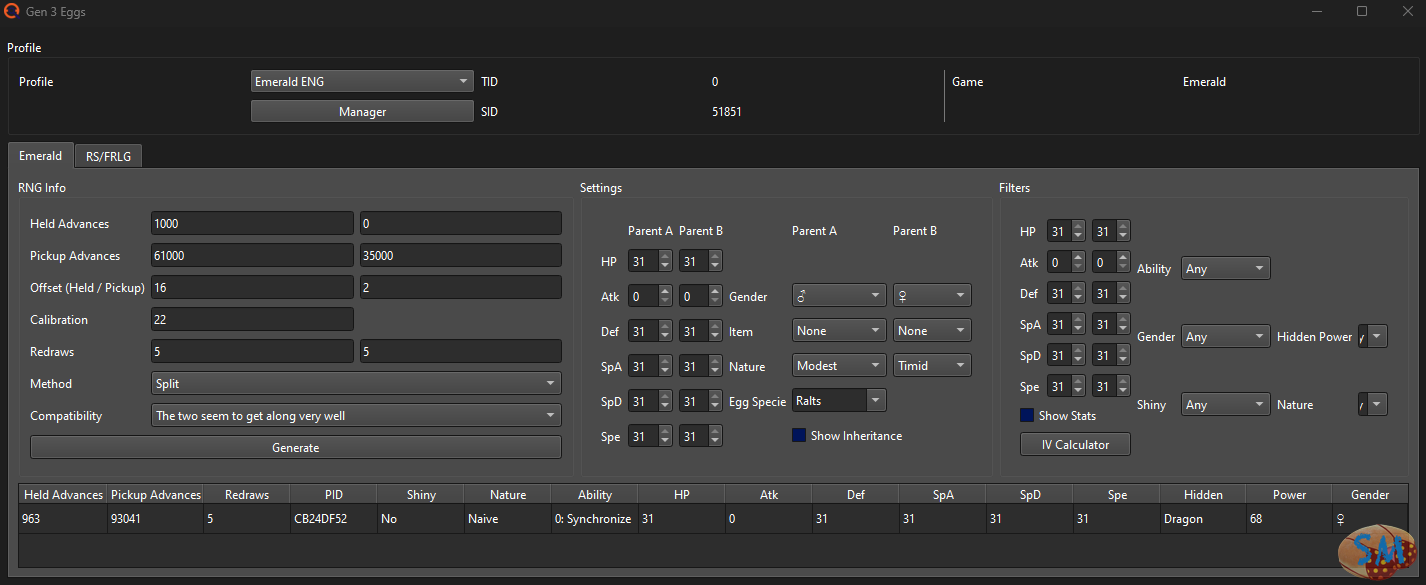 Gen 3 Eggs
Profile
Profile Emerald ENG TID 0 Game Emerald
Manager SID 51851
Emerald RS/FRLG
RNG Info Settings Filters
Held Advances 1000 0
Parent A Parent B Parent A Parent B
HP 31 31
Pickup Advances 61000 35000
HP 31 31
Atk 0 0 Ability Any
Offset (Held / Pickup) 16 2
Atk 0 0 Gender ♂ ♀
Def 31 31
Calibration 22
Def 31 31 Item None None
SpA 31 31
Gender Any Hidden Power y
Redraws 5 5
SpA 31 31 Nature Modest Timid
SpD 31 31
Method Split
Spe 31 31
Compatibility The two seem to get along very well
SpD 31 31 Egg Specie Ralts
Show Stats
Shiny Any Nature y
Generate
Spe 31 31 Show Inheritance
IV Calculator
Held Advances Pickup Advances Redraws PID Shiny Nature Ability HP Atk Def SpA SpD Spe Hidden Power Gender
963 93041 5 CB24DF52 No Naive 0: Synchronize 31 0 31 31 31 31 Dragon 68 ♀
SM